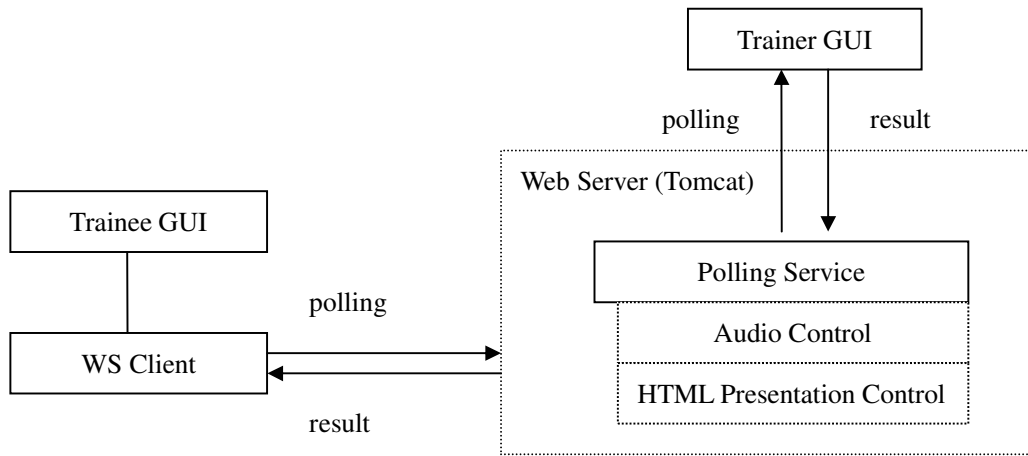 Trainer GUI
polling
result
Web Server (Tomcat)
Trainee GUI
Polling Service
polling
Audio Control
WS Client
HTML Presentation Control
result